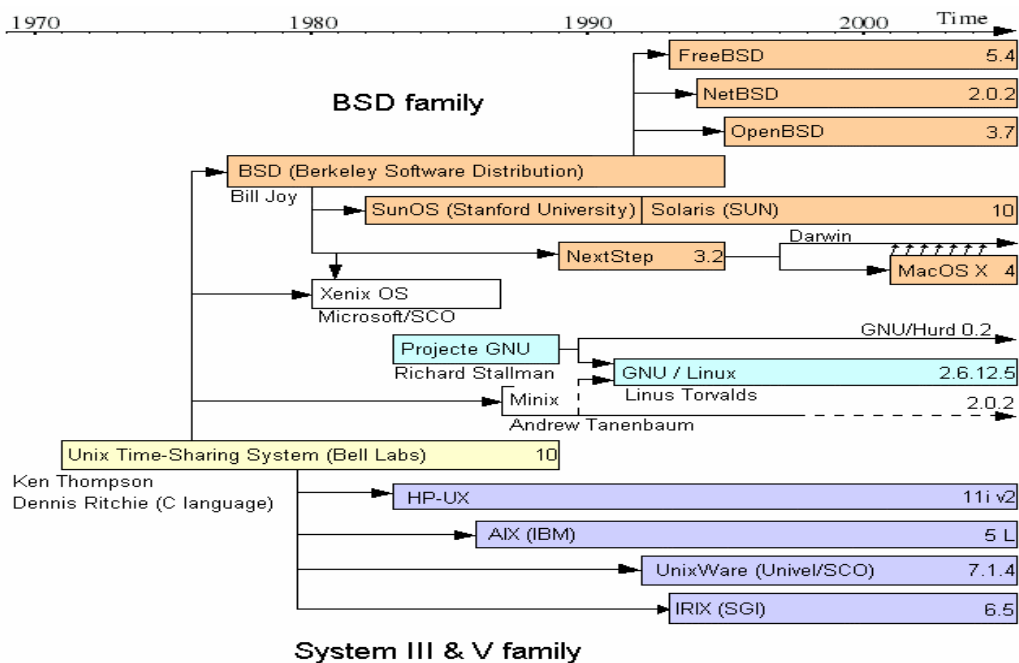 1970 1980 1990 2000 Time
FreeBSD 5.4
BSD family
NetBSD 2.0.2
OpenBSD 3.7
BSD (Berkeley Software Distribution)
Bill Joy
SunOS (Stanford University) Solaris (SUN) 10
Darwin
NextStep 3.2
MacOS X 4
Xenix OS
Microsoft/SCO
GNU/Hurd 0.2
Projecte GNU
Richard Stallman
GNU / Linux 2.6.12.5
Linus Torvalds
Minix 2.0.2
Andrew Tanenbaum
Unix Time-Sharing System (Bell Labs) 10
Ken Thompson
Dennis Ritchie (C language)
HP-UX 11i v2
AIX (IBM) 5 L
UnixWare (Univel/SCO) 7.1.4
IRIX (SGI) 6.5
System III & V family